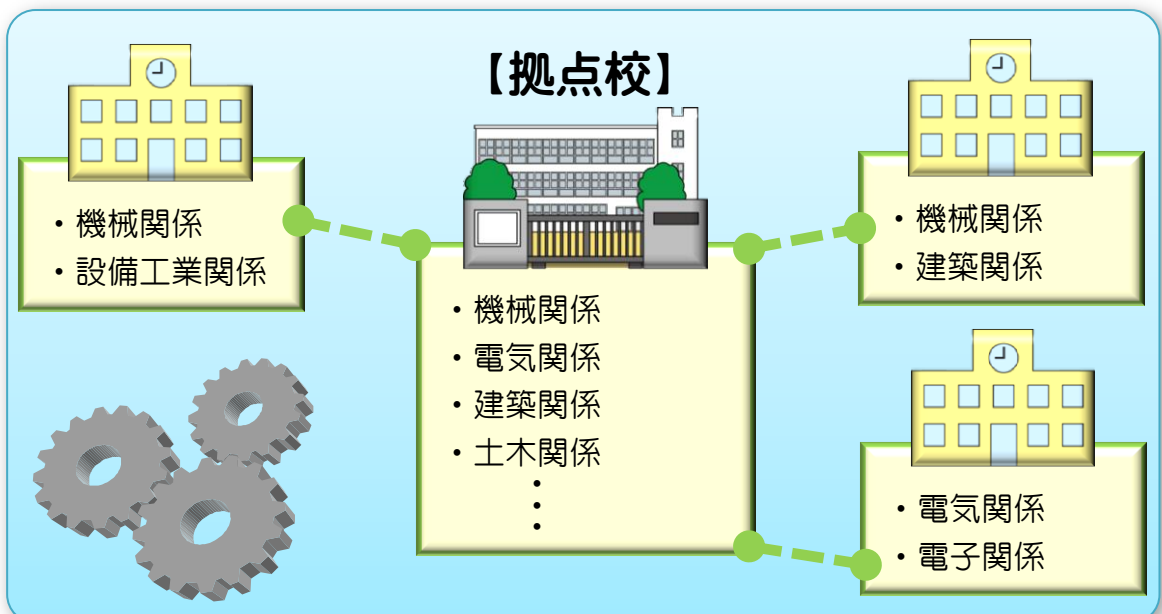 【拠点校】
・機械関係
・設備工業関係
・機械関係
・電気関係
・建築関係
・土木関係
・
・
・
・機械関係
・建築関係
・電気関係
・電子関係